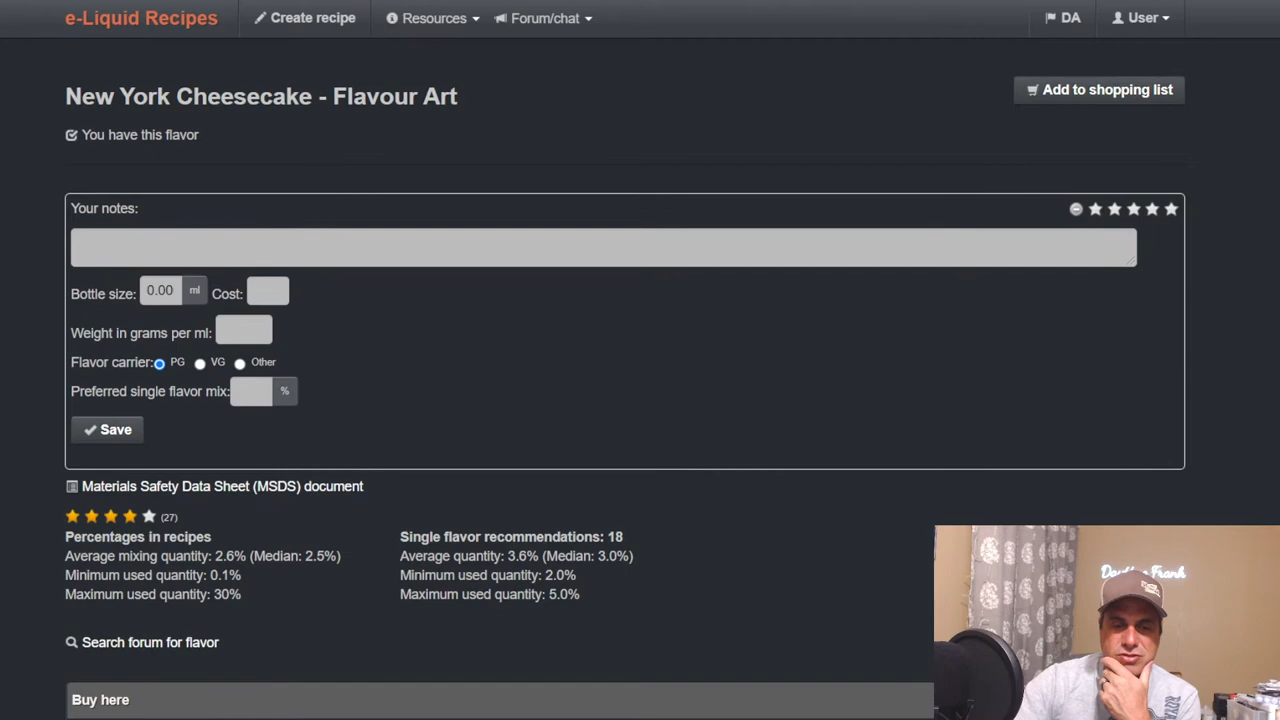 e-Liquid Recipes Create recipe Resources Forum/chat DA User
New York Cheesecake - Flavour Art
Add to shopping list
You have this flavor
Your notes:
Bottle size: 0.00 ml Cost:
Weight in grams per ml:
Flavor carrier: PG VG Other
Preferred single flavor mix: %
Save
Materials Safety Data Sheet (MSDS) document
(27)
Percentages in recipes
Average mixing quantity: 2.6% (Median: 2.5%)
Minimum used quantity: 0.1%
Maximum used quantity: 30%
Single flavor recommendations: 18
Average quantity: 3.6% (Median: 3.0%)
Minimum used quantity: 2.0%
Maximum used quantity: 5.0%
Search forum for flavor
Buy here